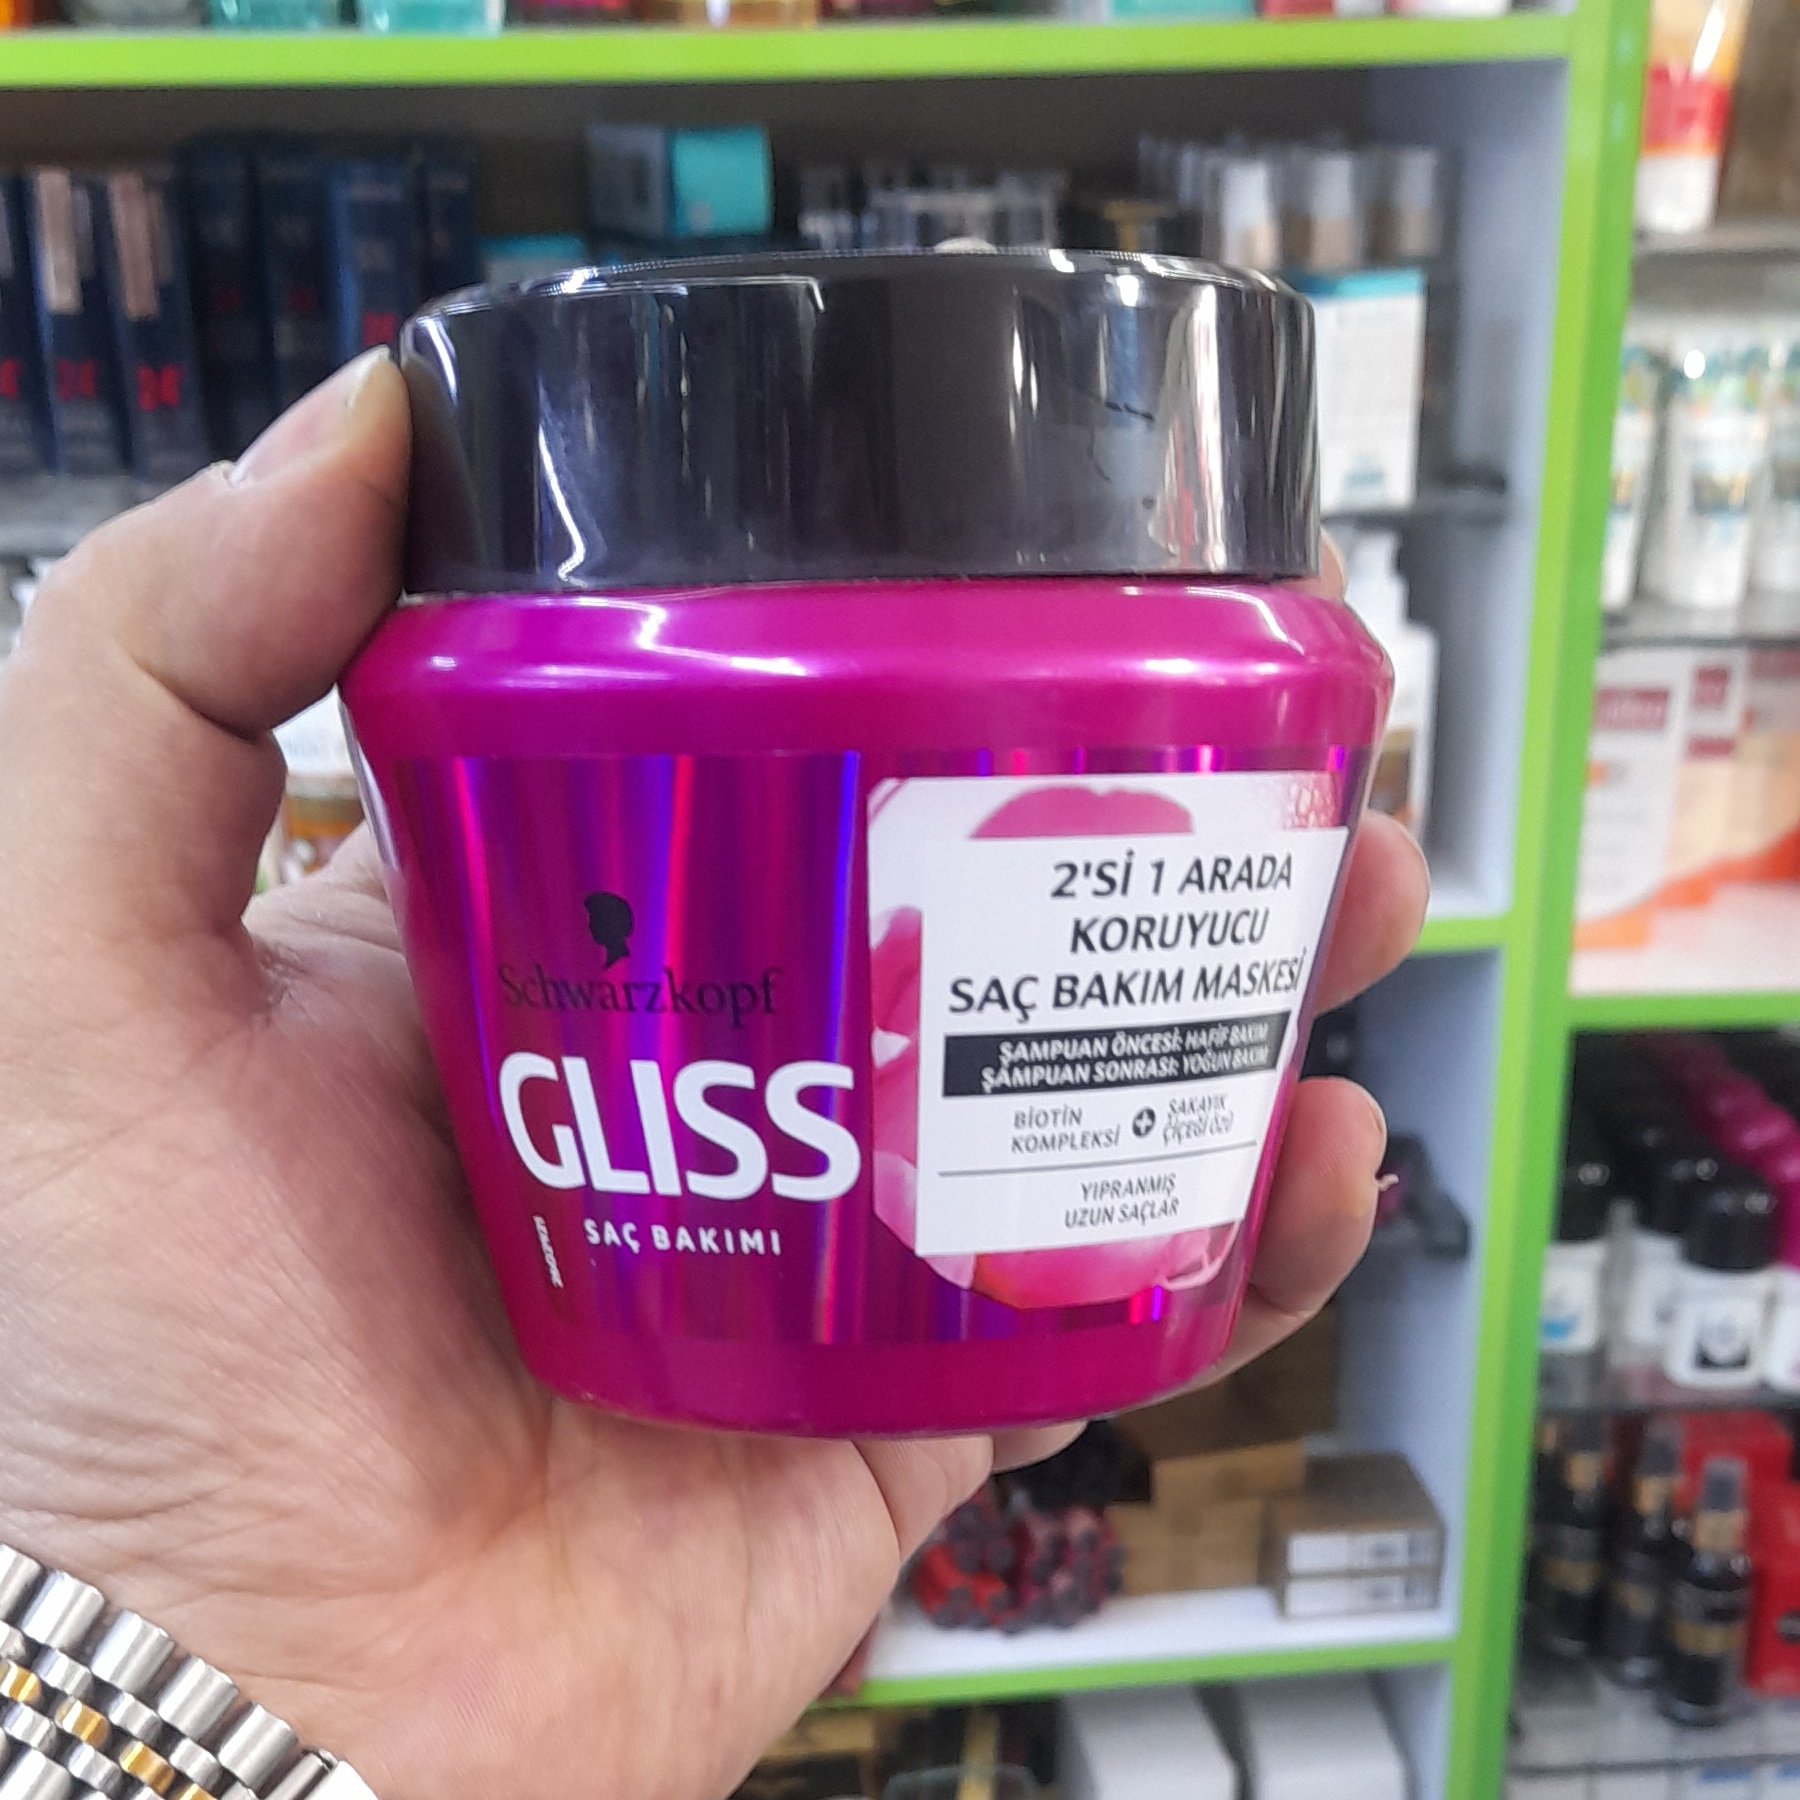 Schwarzkopf
GLISS
SAÇ BAKIMI
2'Sİ 1 ARADA
KORUYUCU
SAÇ BAKIM MASKESİ
ŞAMPUAN ÖNCESİ: HAFİF BAKIM
ŞAMPUAN SONRASI: YOĞUN BAKIM
BİOTİN
KOMPLEKSİ
+
ŞAKAYIK
ÇİÇEĞİ ÖZÜ
YIPRANMIŞ
UZUN SAÇLAR